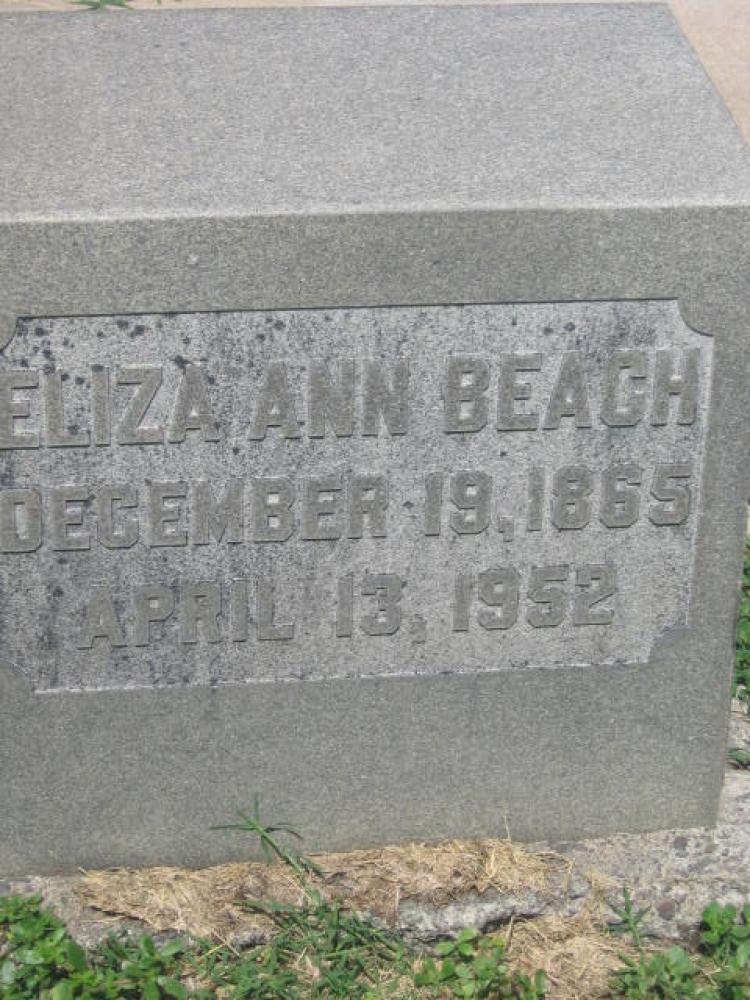 ELIZA ANN BEACH
DECEMBER 19, 1865
APRIL 13, 1952